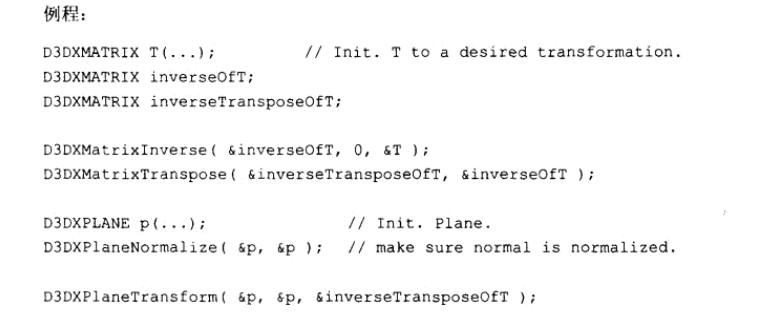 例程：
D3DXMATRIX T(...);          // Init. T to a desired transformation.
D3DXMATRIX inverseOfT;
D3DXMATRIX inverseTransposeOfT;
D3DXMatrixInverse( &inverseOfT, 0, &T );
D3DXMatrixTranspose( &inverseTransposeOfT, &inverseOfT );
D3DXPLANE p(...);               // Init. Plane.
D3DXPlaneNormalize( &p, &p );   // make sure normal is normalized.
D3DXPlaneTransform( &p, &p, &inverseTransposeOfT );